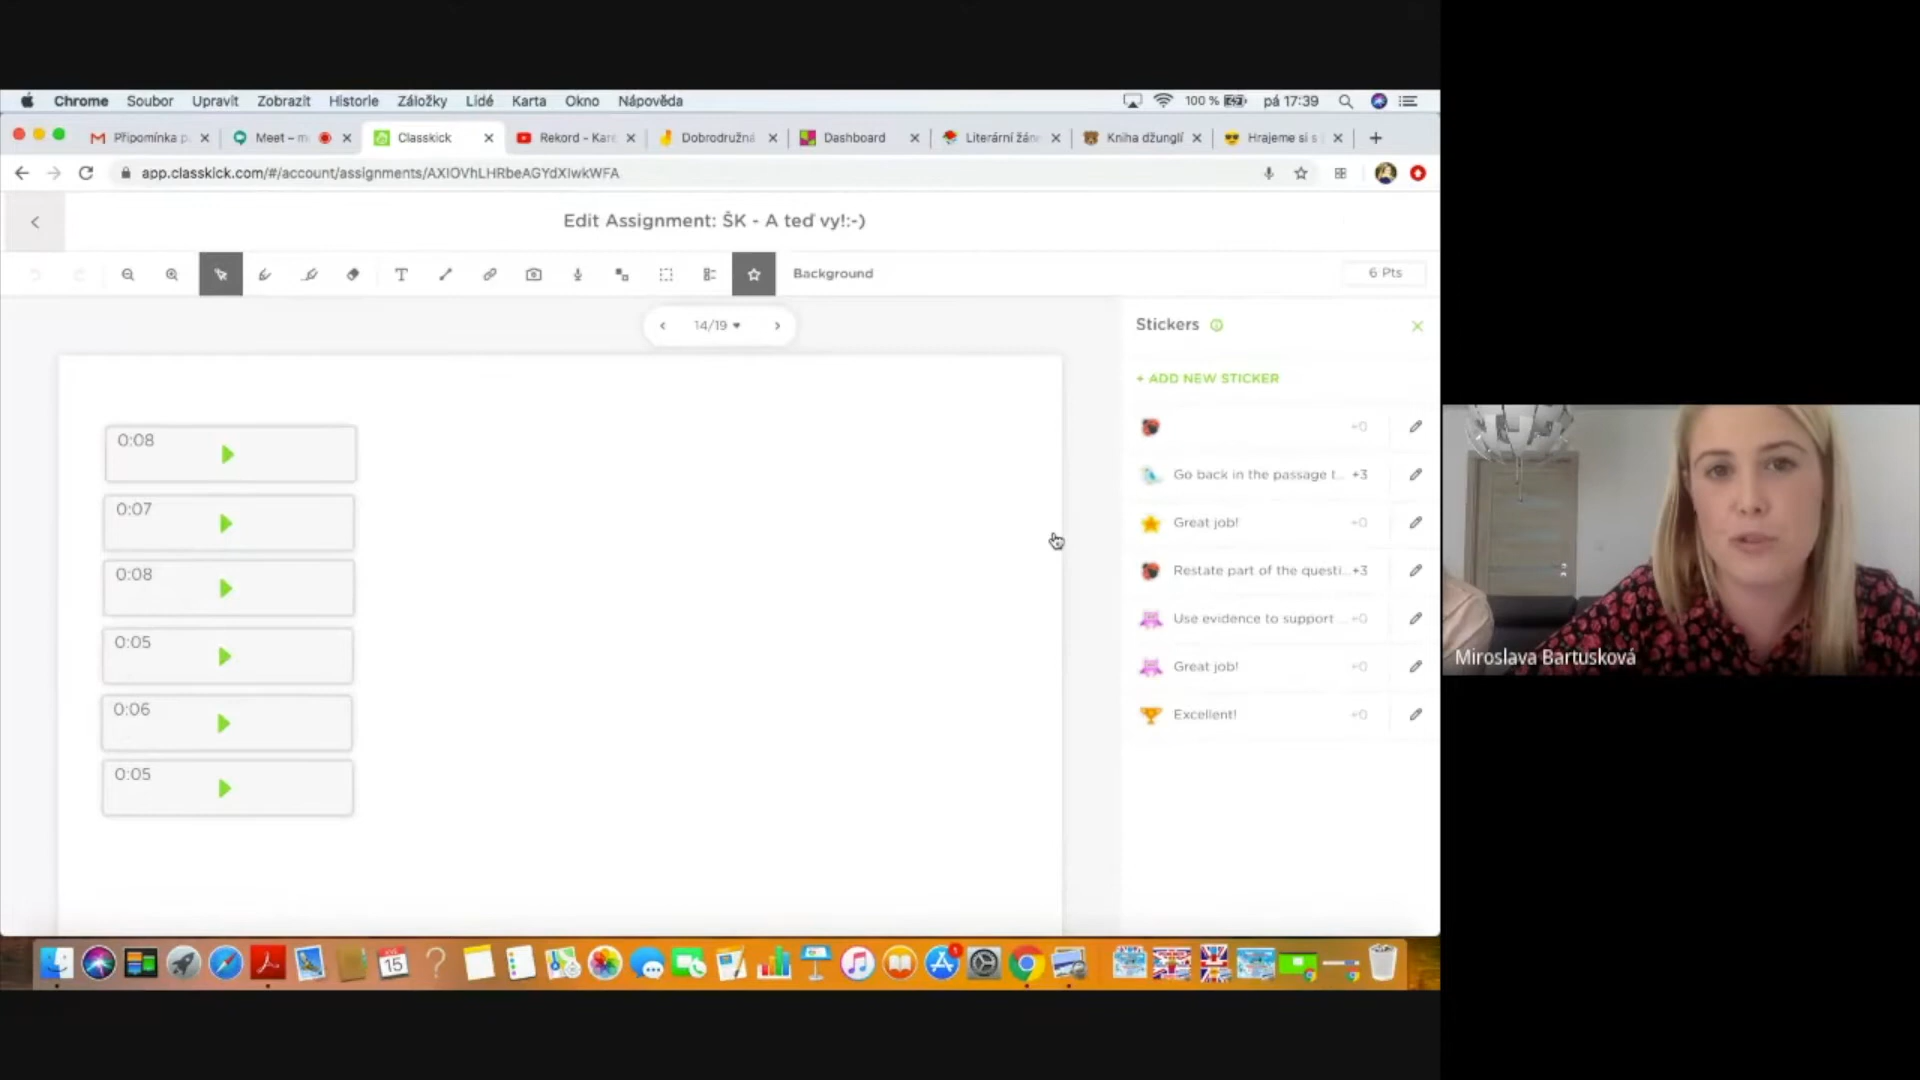 Chrome Soubor Upravit Zobrazit Historie Záložky Lidé Karta Okno Nápověda 100 % pá 17:39
Připomínka p Meet – m Classkick Rekord - Kar Dobrodružná Dashboard Literární žán Kniha džunglí Hrajeme si s
app.classkick.com/#/account/assignments/AXIOVhLHRbeAGYdXIwkWFA
Edit Assignment: ŠK - A teď vy!:-)
Background 6 Pts
14/19
Stickers
+ ADD NEW STICKER
+0
Go back in the passage t... +3
Great job! +0
Restate part of the questi... +3
Use evidence to support ... +0
Great job! +0
Excellent! +0
0:08
0:07
0:08
0:05
0:06
0:05
15
1
Miroslava Bartusková